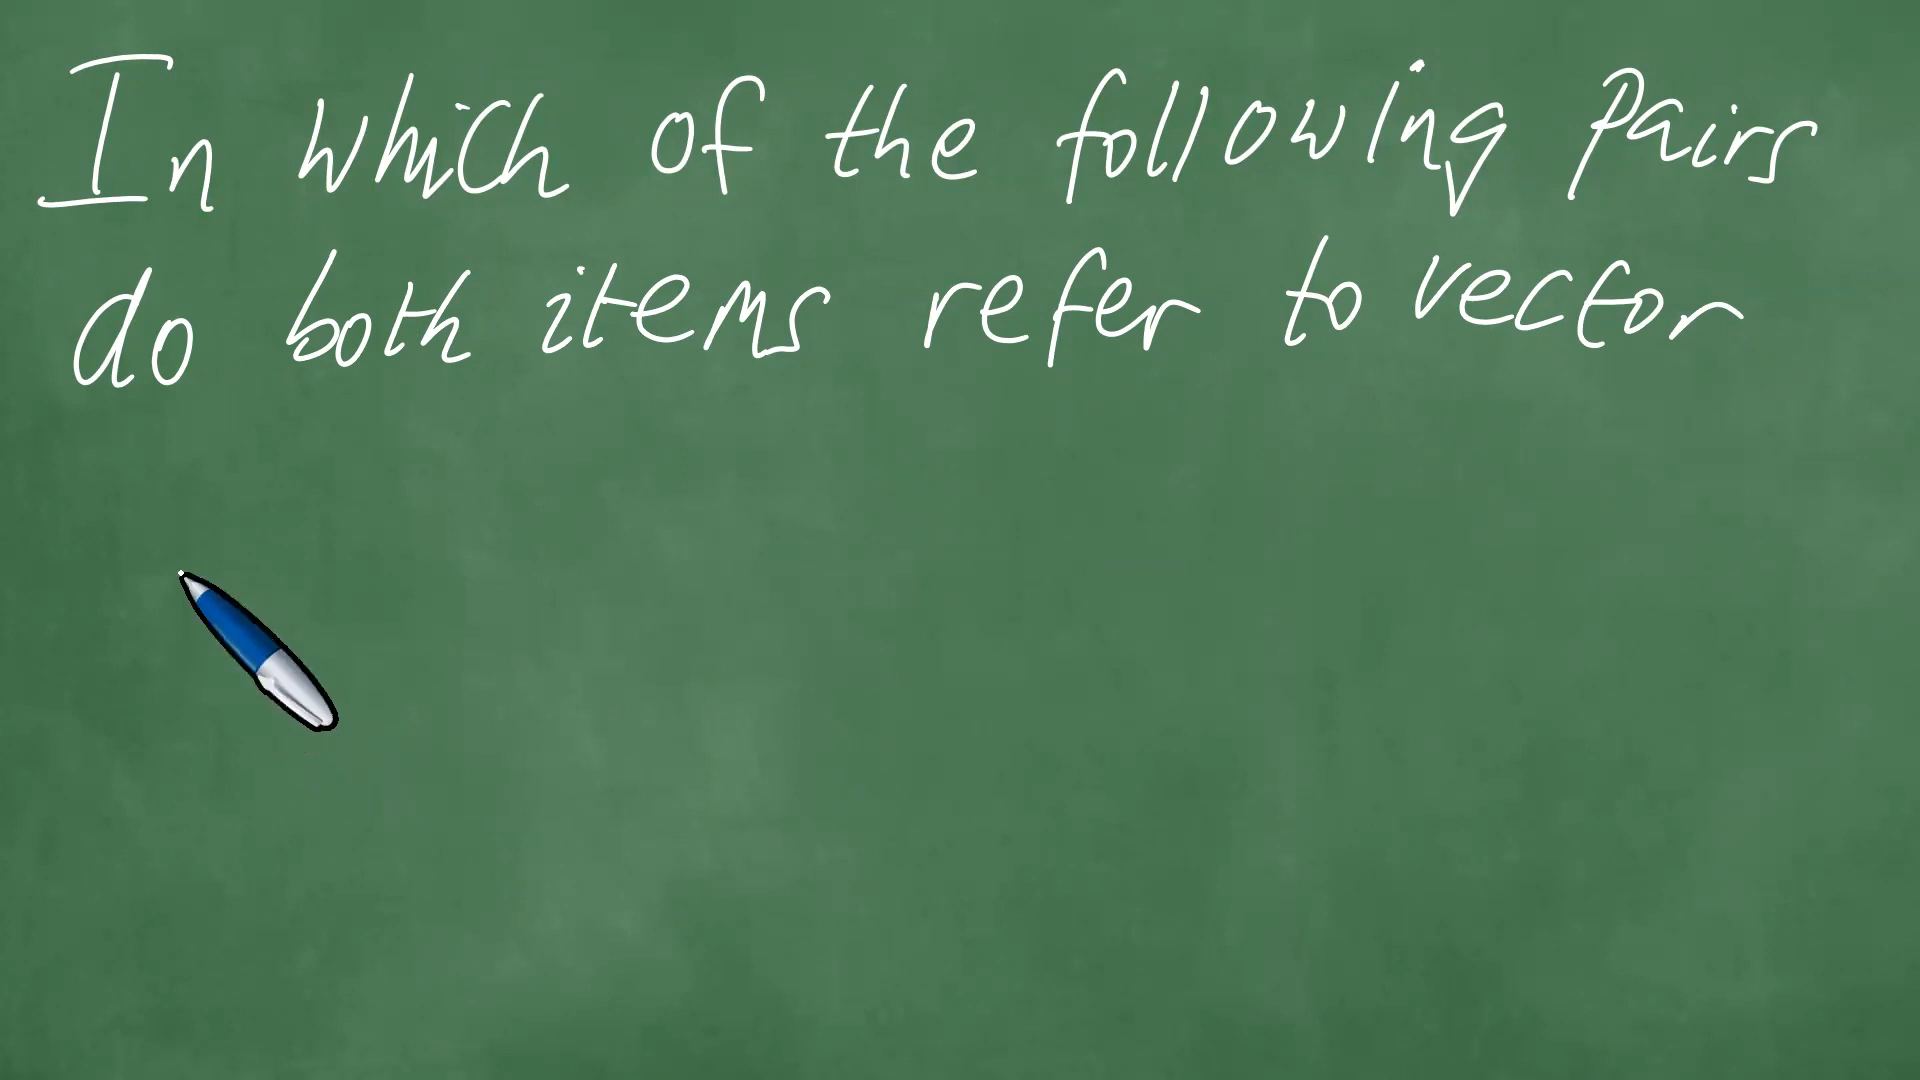 In which of the following pairs
do both items refer to vector